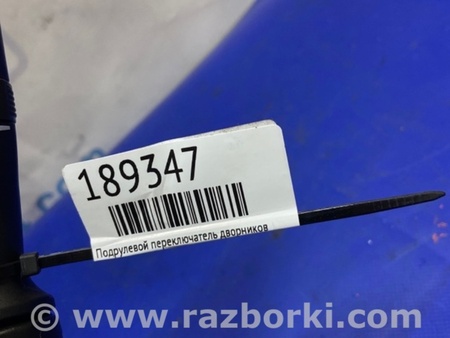 189347
Подрулевой переключатель дворников
www.razborki.com